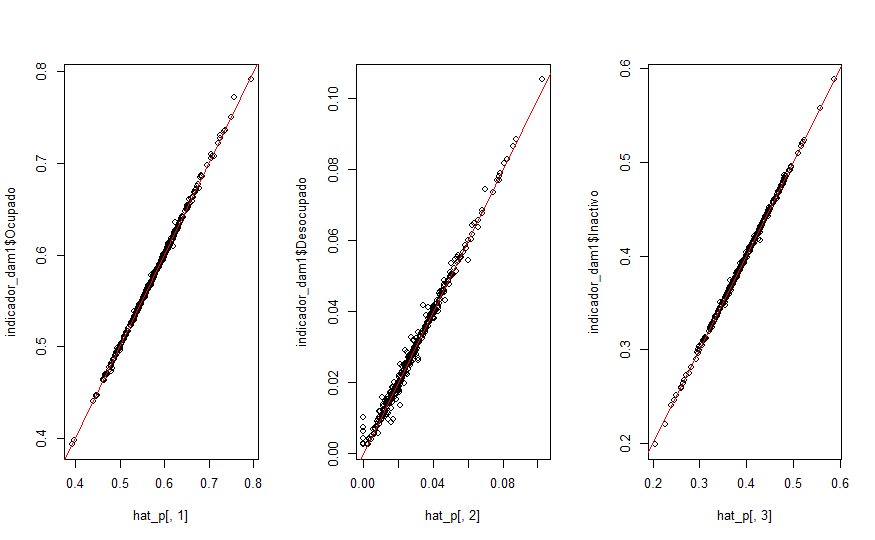 indicador_dam1$Ocupado
0.4 0.5 0.6 0.7 0.8
0.4 0.5 0.6 0.7 0.8
hat_p[, 1]
indicador_dam1$Desocupado
0.00 0.02 0.04 0.06 0.08 0.10
0.00 0.04 0.08
hat_p[, 2]
indicador_dam1$Inactivo
0.2 0.3 0.4 0.5 0.6
0.2 0.3 0.4 0.5 0.6
hat_p[, 3]